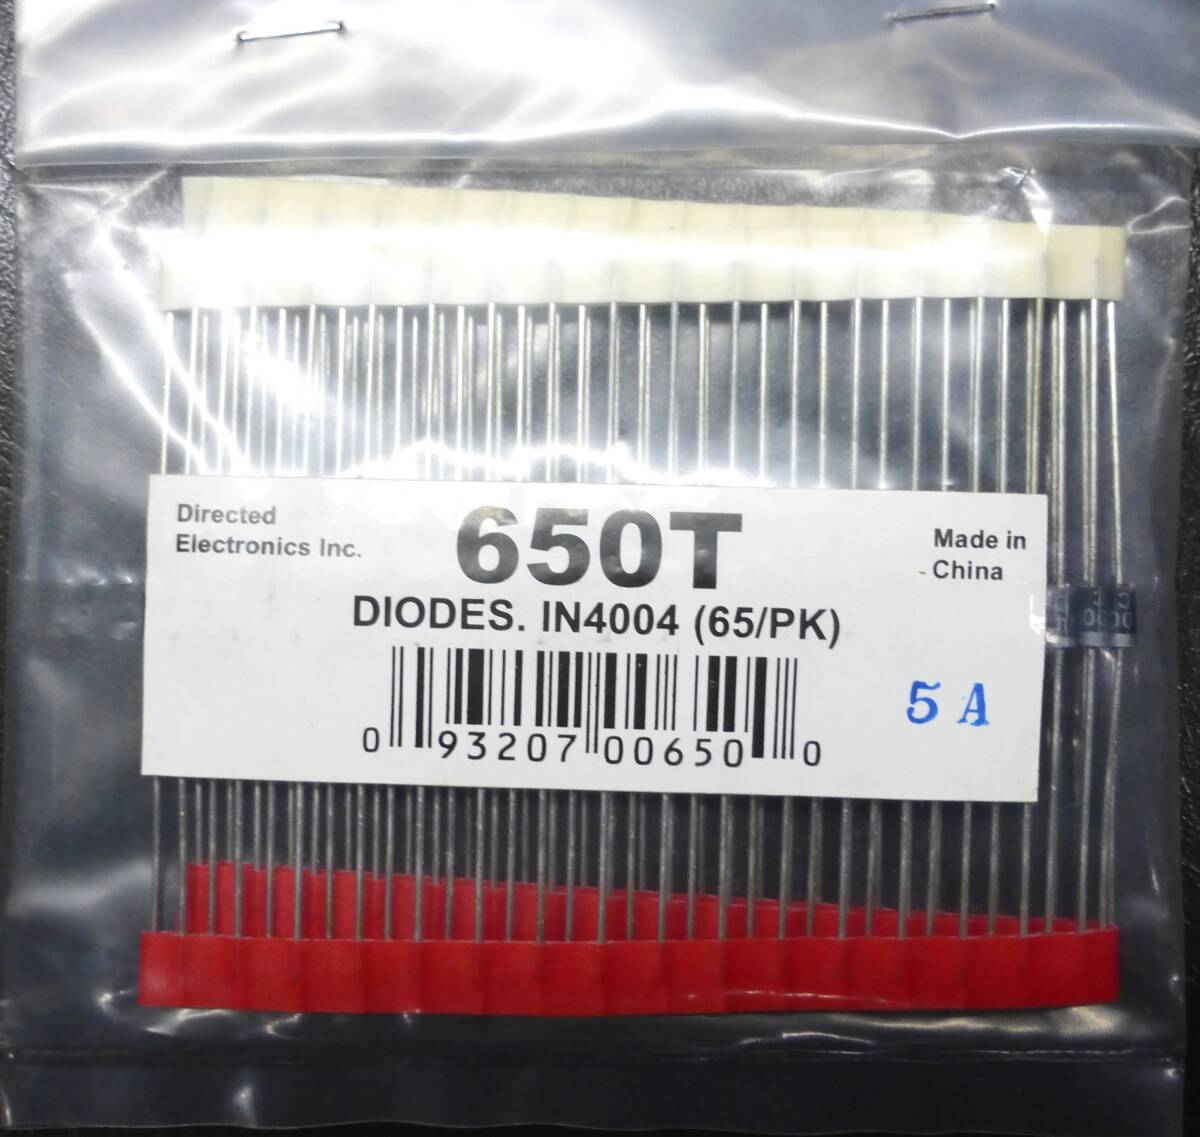 Directed
Electronics Inc.
650T
Made in
China
DIODES. IN4004 (65/PK)
0 93207 00650 0
5 A